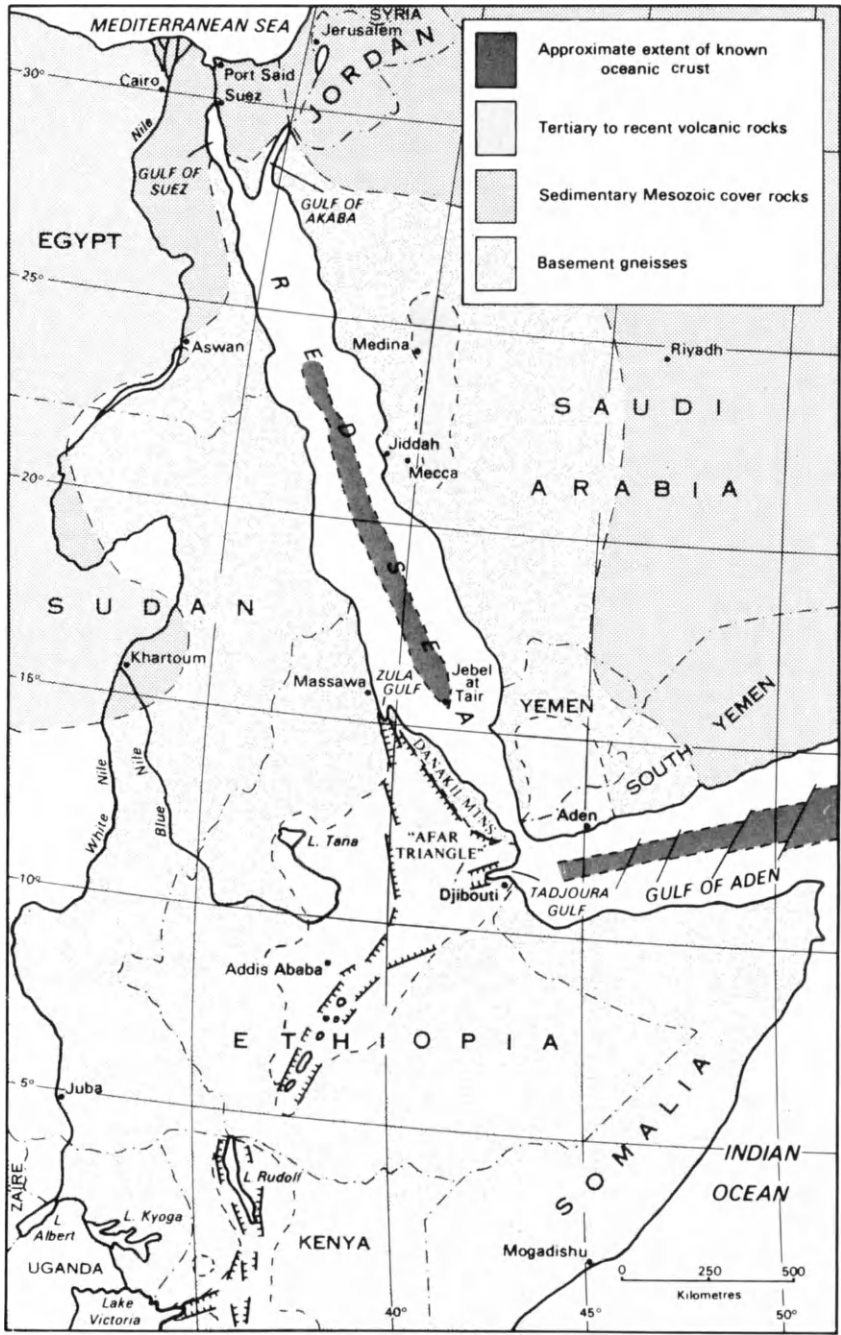 MEDITERRANEAN SEA
SYRIA
Jerusalem
JORDAN
30°
Cairo
Port Said
Suez
Nile
GULF OF
SUEZ
GULF OF
AKABA
Approximate extent of known
oceanic crust
Tertiary to recent volcanic rocks
Sedimentary Mesozoic cover rocks
Basement gneisses
EGYPT
25°
RED SEA
Aswan
Medina
Riyadh
SAUDI
ARABIA
Jiddah
Mecca
20°
SUDAN
Khartoum
15°
Massawa
ZULA
GULF
Jebel
at
Tair
YEMEN
SOUTH YEMEN
DANAKIL MTNS
White Nile
Blue Nile
L. Tana
"AFAR
TRIANGLE"
Aden
10°
Djibouti
TADJOURA
GULF
GULF OF ADEN
Addis Ababa
ETHIOPIA
5°
Juba
SOMALIA
INDIAN
OCEAN
ZAIRE
L.
Albert
L. Kyoga
L. Rudolf
UGANDA
KENYA
Mogadishu
Lake
Victoria
0 250 500
Kilometres
40°
45°
50°